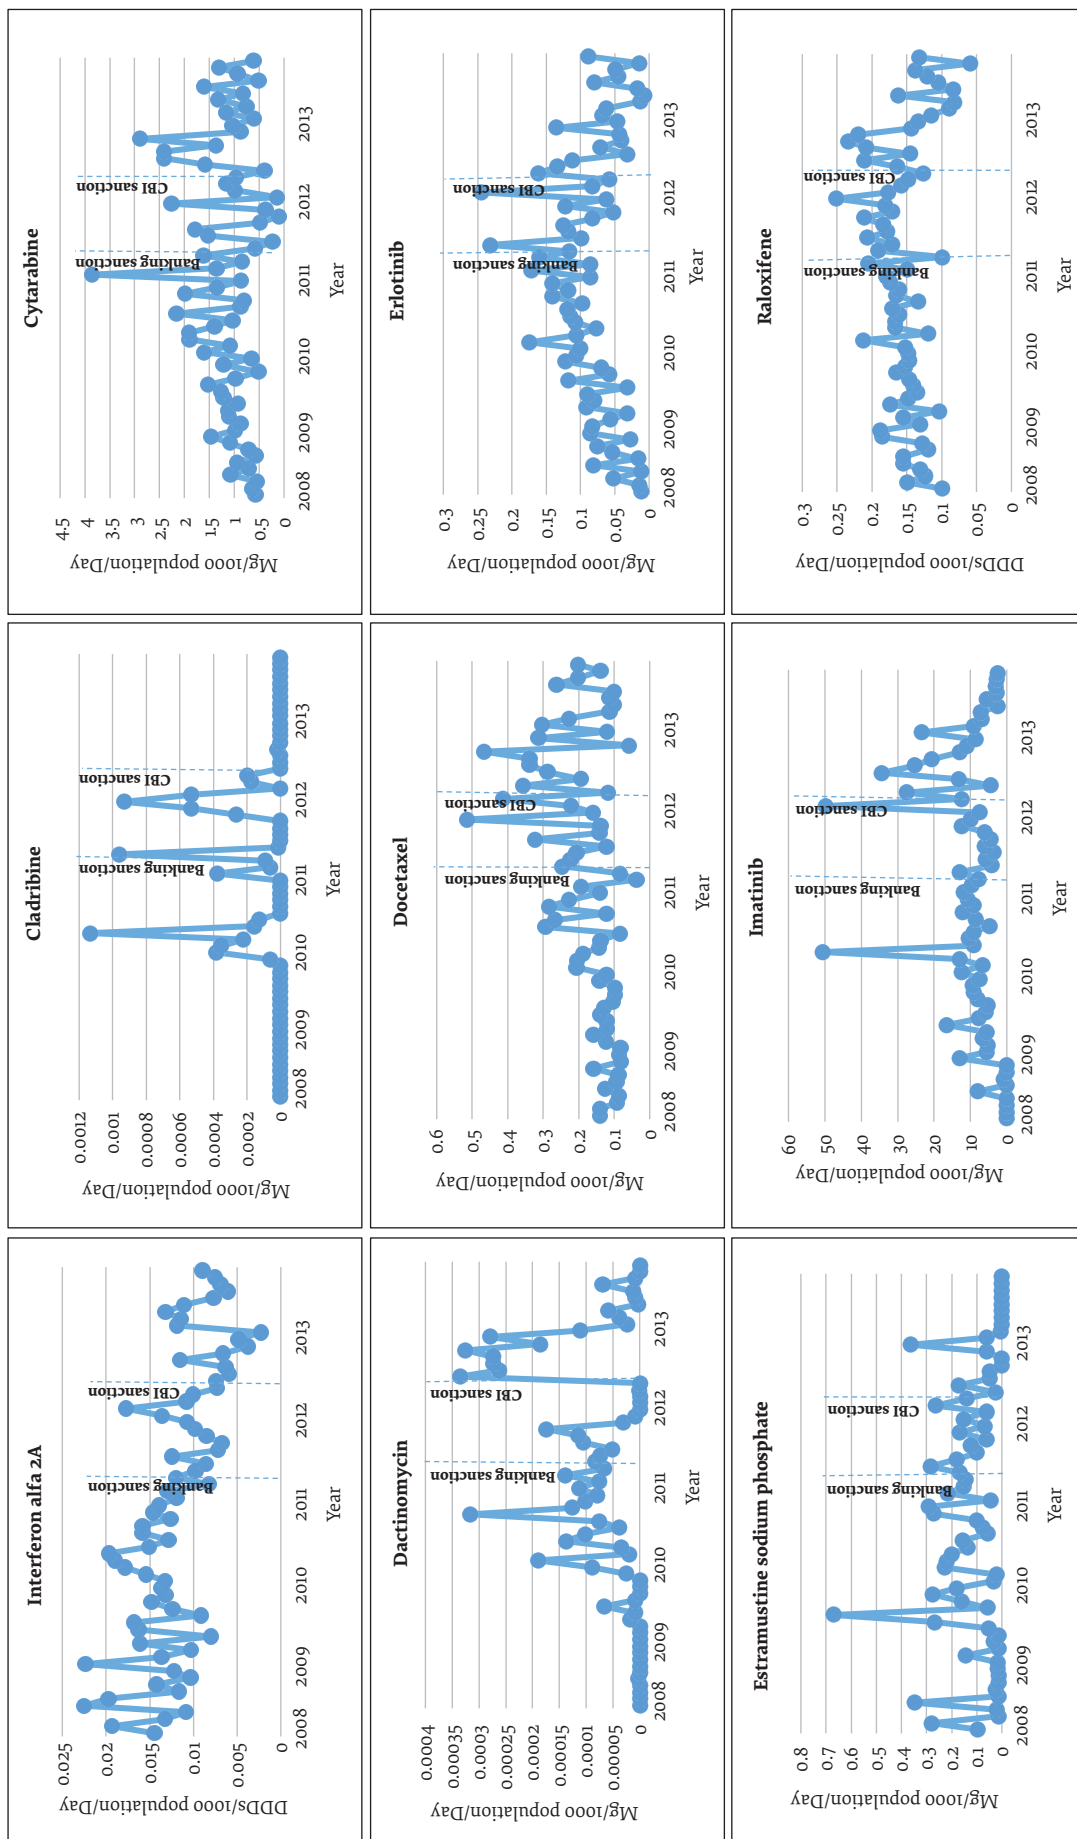 Interferon alfa 2A
DDDs/1000 population/Day
0.025
0.02
0.015
0.01
0.005
0
Banking sanction
CBI sanction
2008 2009 2010 2011 2012 2013
Year
Cladribine
Mg/1000 population/Day
0.0012
0.001
0.0008
0.0006
0.0004
0.0002
0
Banking sanction
CBI sanction
2008 2009 2010 2011 2012 2013
Year
Cytarabine
Mg/1000 population/Day
4.5
4
3.5
3
2.5
2
1.5
1
0.5
0
Banking sanction
CBI sanction
2008 2009 2010 2011 2012 2013
Year
Dactinomycin
Mg/1000 population/Day
0.0004
0.00035
0.0003
0.00025
0.0002
0.00015
0.0001
0.00005
0
Banking sanction
CBI sanction
2008 2009 2010 2011 2012 2013
Year
Docetaxel
Mg/1000 population/Day
0.6
0.5
0.4
0.3
0.2
0.1
0
Banking sanction
CBI sanction
2008 2009 2010 2011 2012 2013
Year
Erlotinib
Mg/1000 population/Day
0.3
0.25
0.2
0.15
0.1
0.05
0
Banking sanction
CBI sanction
2008 2009 2010 2011 2012 2013
Year
Estramustine sodium phosphate
Mg/1000 population/Day
0.8
0.7
0.6
0.5
0.4
0.3
0.2
0.1
0
Banking sanction
CBI sanction
2008 2009 2010 2011 2012 2013
Year
Imatinib
Mg/1000 population/Day
60
50
40
30
20
10
0
Banking sanction
CBI sanction
2008 2009 2010 2011 2012 2013
Year
Raloxifene
DDDs/1000 population/Day
0.3
0.25
0.2
0.15
0.1
0.05
0
Banking sanction
CBI sanction
2008 2009 2010 2011 2012 2013
Year